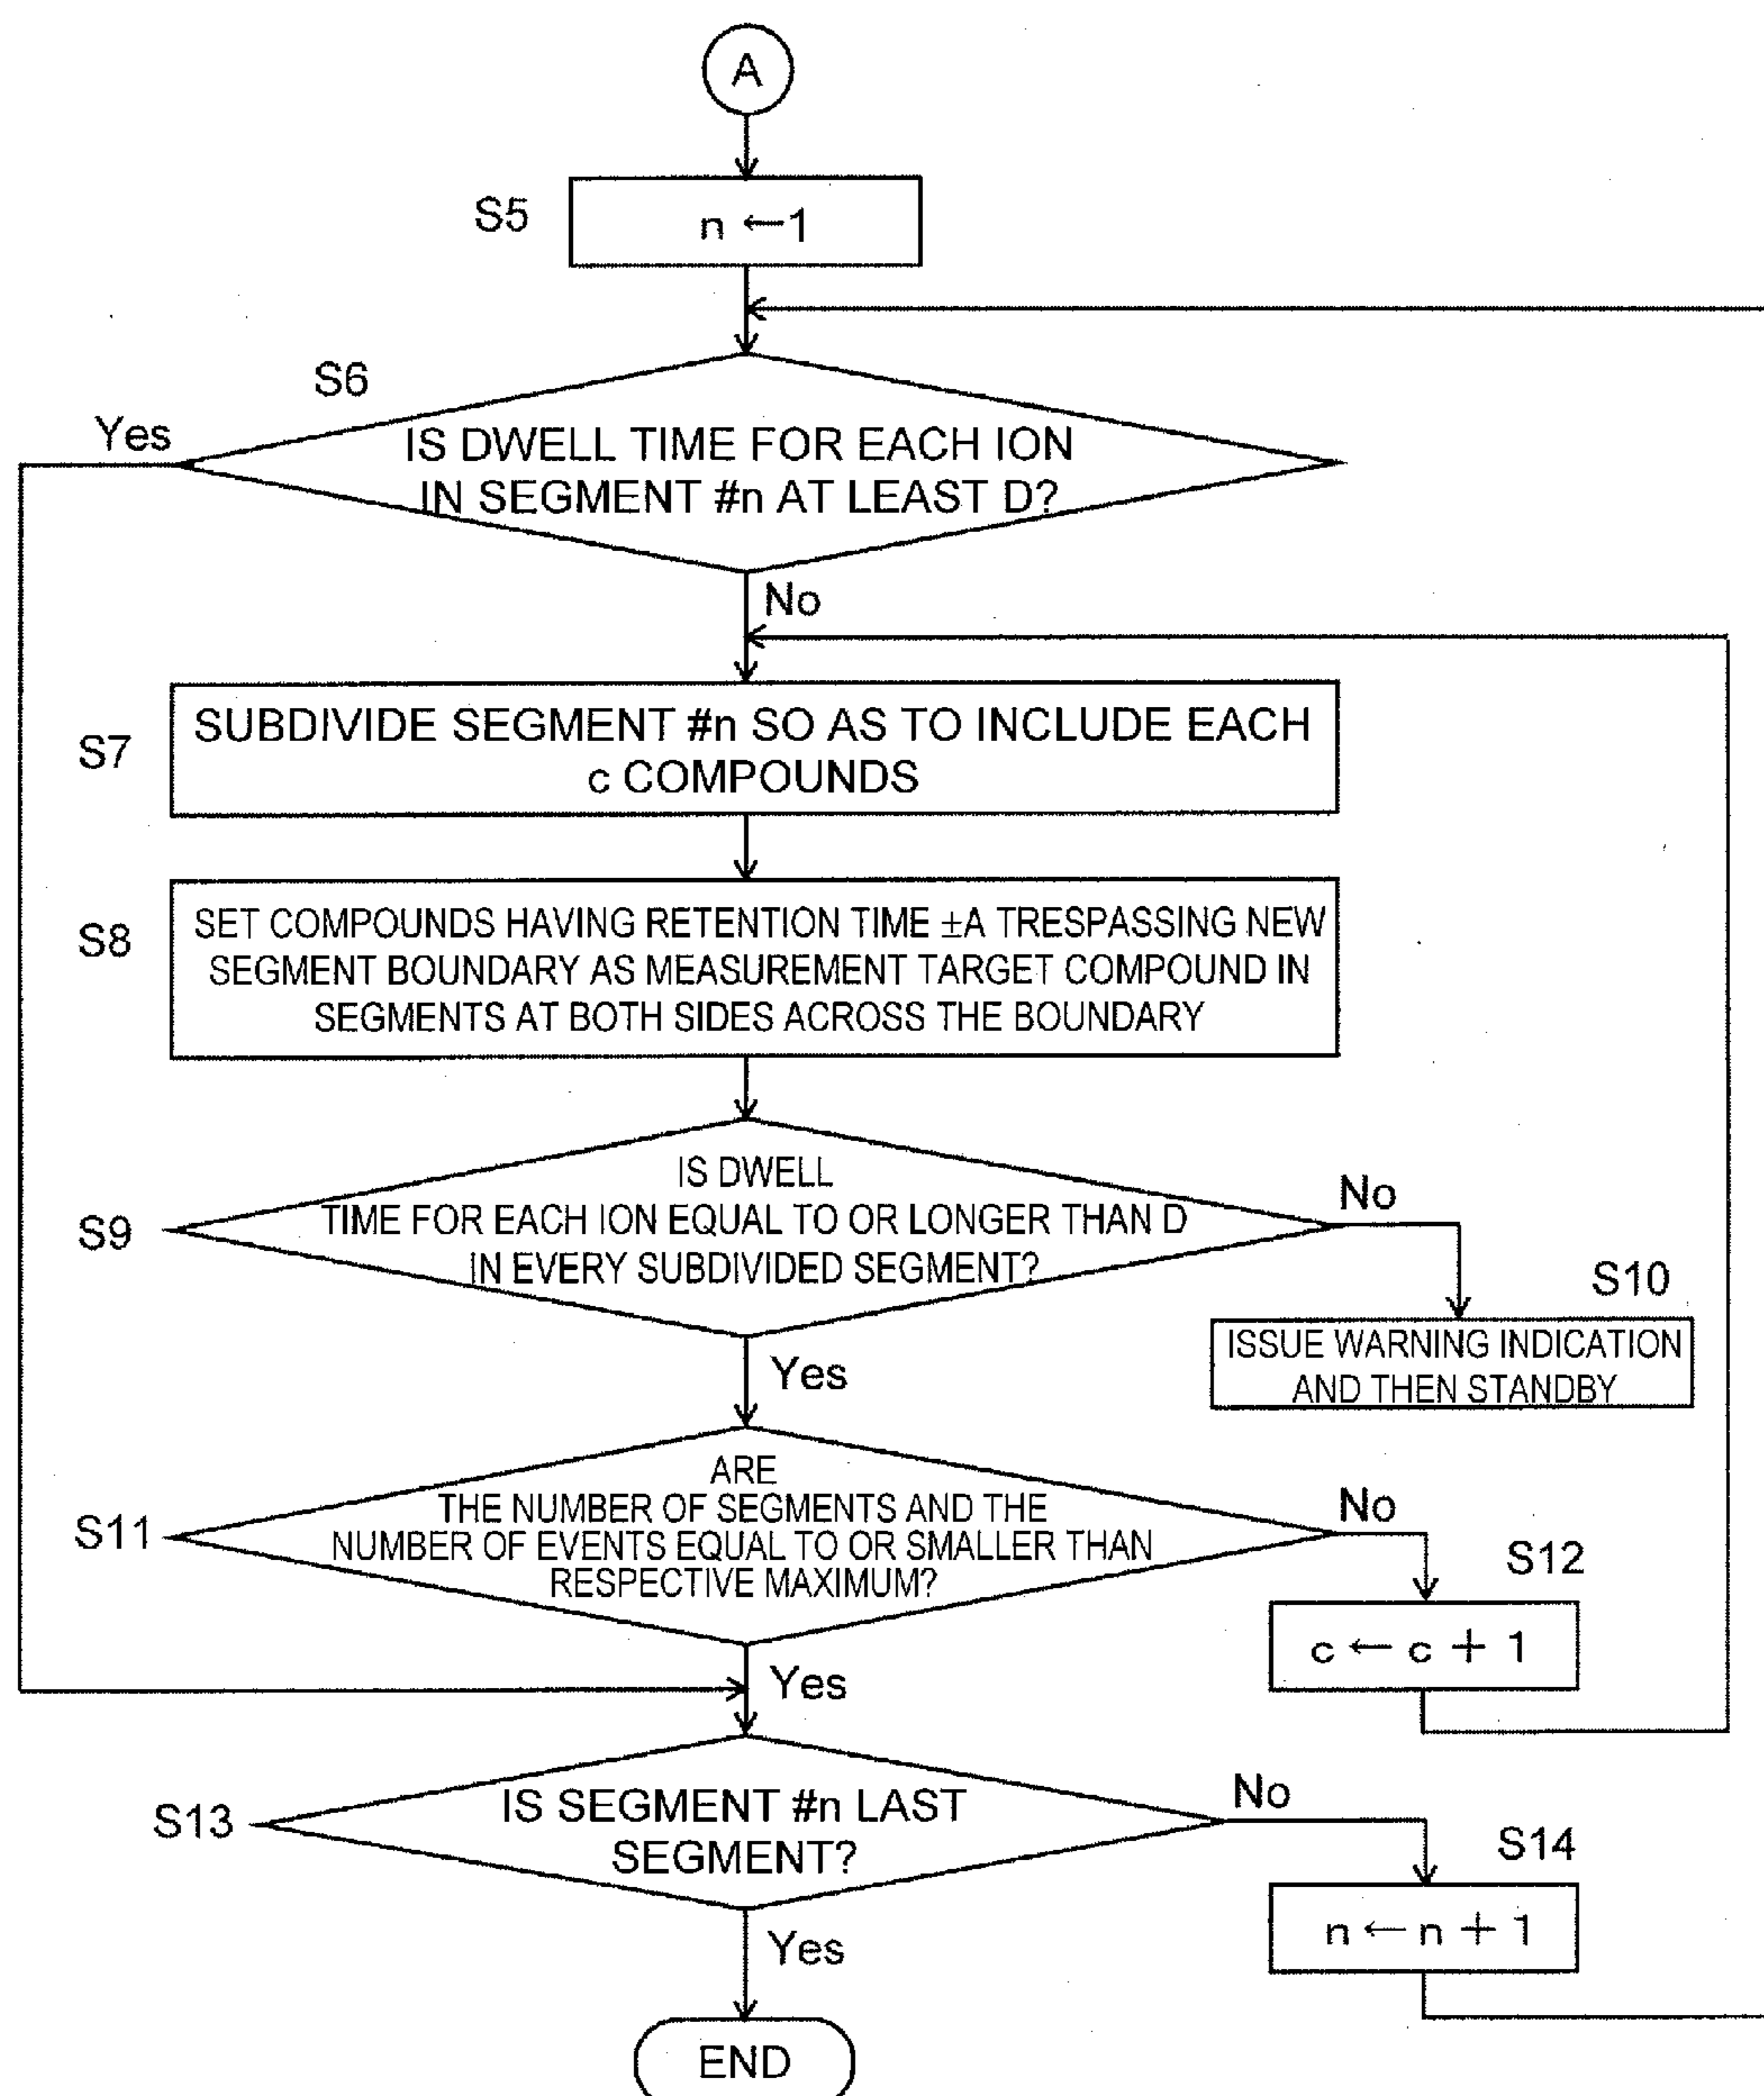 A
S5
n ←1
S6
Yes
IS DWELL TIME FOR EACH ION
IN SEGMENT #n AT LEAST D?
No
S7
SUBDIVIDE SEGMENT #n SO AS TO INCLUDE EACH
c COMPOUNDS
S8
SET COMPOUNDS HAVING RETENTION TIME ±A TRESPASSING NEW
SEGMENT BOUNDARY AS MEASUREMENT TARGET COMPOUND IN
SEGMENTS AT BOTH SIDES ACROSS THE BOUNDARY
S9
IS DWELL
TIME FOR EACH ION EQUAL TO OR LONGER THAN D
IN EVERY SUBDIVIDED SEGMENT?
No
S10
ISSUE WARNING INDICATION
AND THEN STANDBY
Yes
S11
ARE
THE NUMBER OF SEGMENTS AND THE
NUMBER OF EVENTS EQUAL TO OR SMALLER THAN
RESPECTIVE MAXIMUM?
No
S12
c ← c + 1
Yes
S13
IS SEGMENT #n LAST
SEGMENT?
No
S14
n ← n + 1
Yes
END